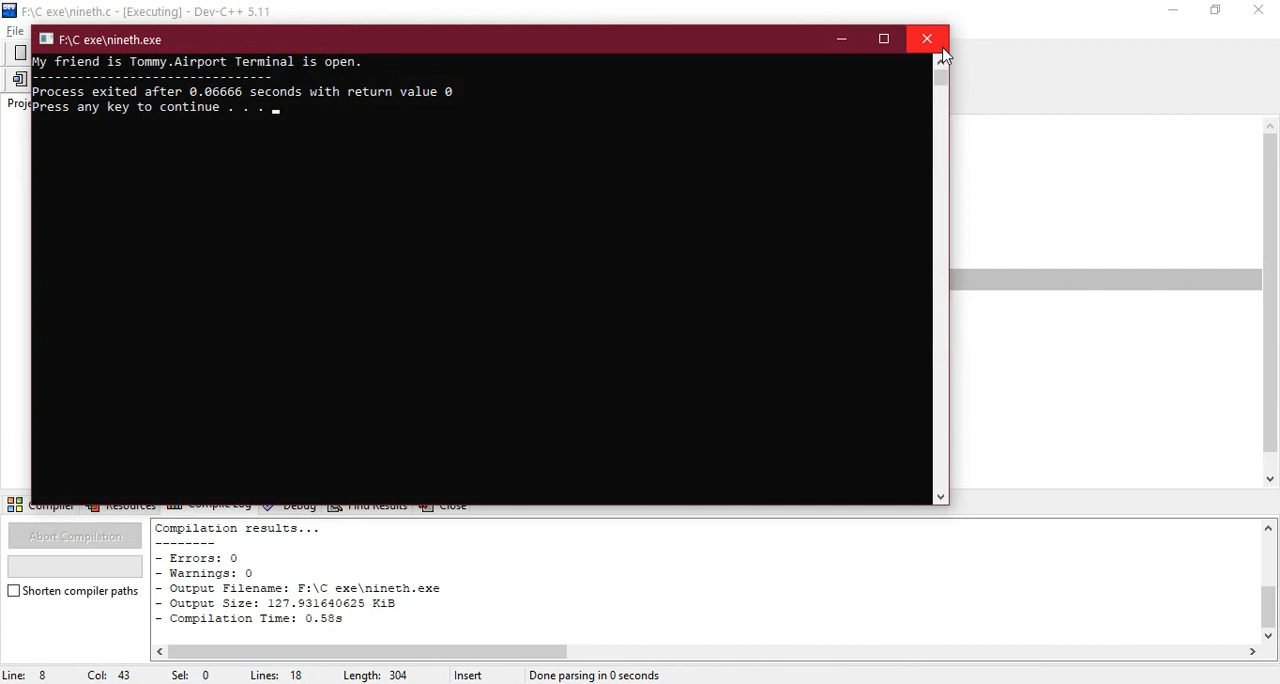 F:\C exe\nineth.c - [Executing] - Dev-C++ 5.11
File
F:\C exe\nineth.exe
My friend is Tommy.Airport Terminal is open.
--------------------------------
Process exited after 0.06666 seconds with return value 0
Press any key to continue . . .
Proje
Compiler Resources Compile Log Debug Find Results Close
Abort Compilation
Shorten compiler paths
Compilation results...
--------
- Errors: 0
- Warnings: 0
- Output Filename: F:\C exe\nineth.exe
- Output Size: 127.931640625 KiB
- Compilation Time: 0.58s
Line: 8 Col: 43 Sel: 0 Lines: 18 Length: 304 Insert Done parsing in 0 seconds